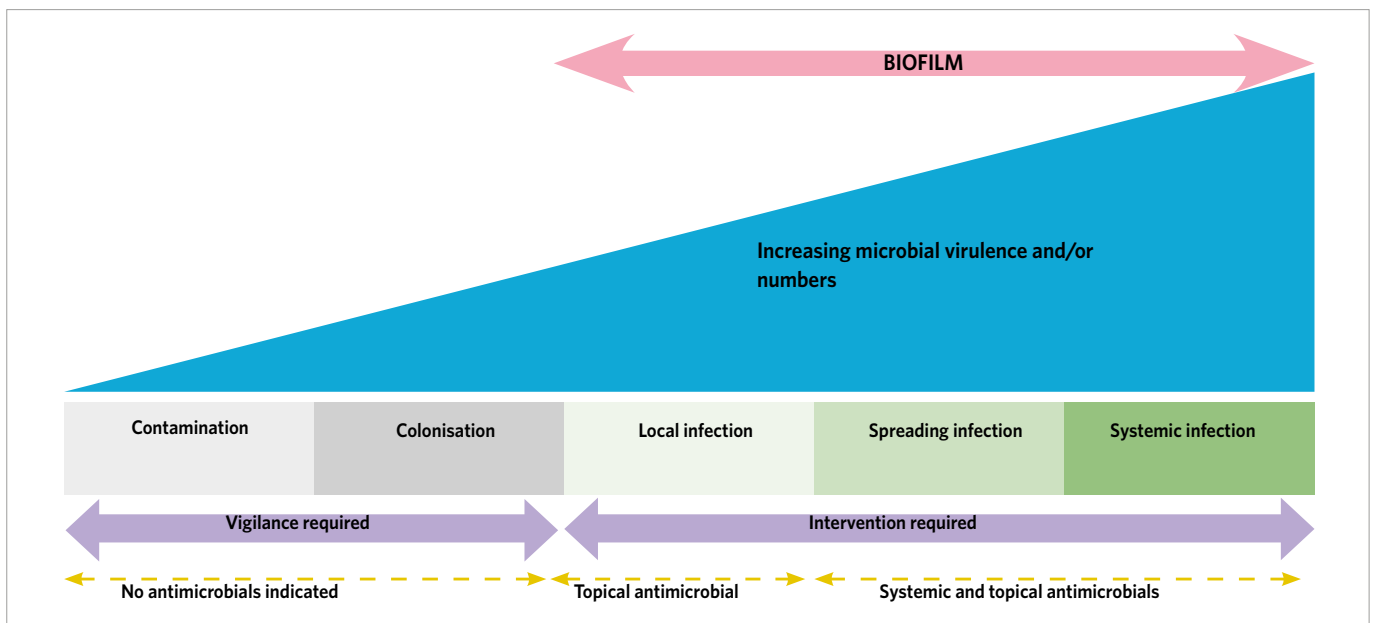 BIOFILM
Increasing microbial virulence and/or
numbers
Contamination
Colonisation
Local infection
Spreading infection
Systemic infection
Vigilance required
Intervention required
No antimicrobials indicated
Topical antimicrobial
Systemic and topical antimicrobials